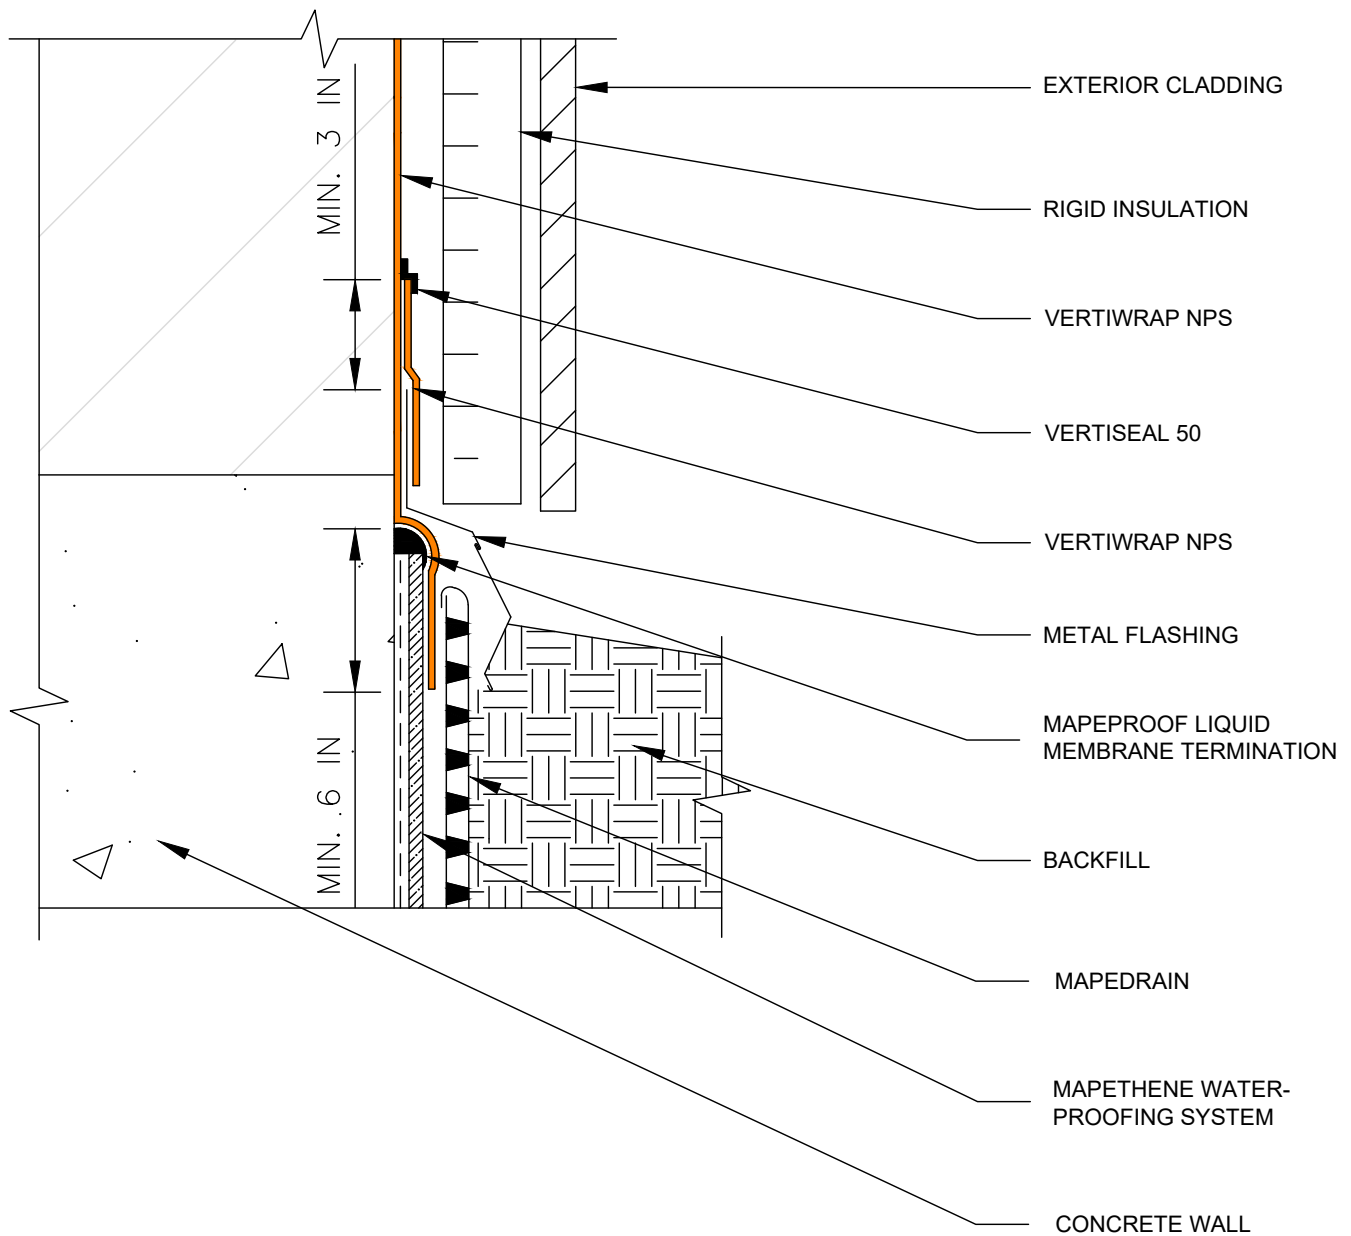 MIN. 3 IN
EXTERIOR CLADDING
RIGID INSULATION
VERTIWRAP NPS
VERTISEAL 50
VERTIWRAP NPS
METAL FLASHING
MIN. 6 IN
MAPEPROOF LIQUID
MEMBRANE TERMINATION
BACKFILL
MAPEDRAIN
MAPETHENE WATER-
PROOFING SYSTEM
CONCRETE WALL